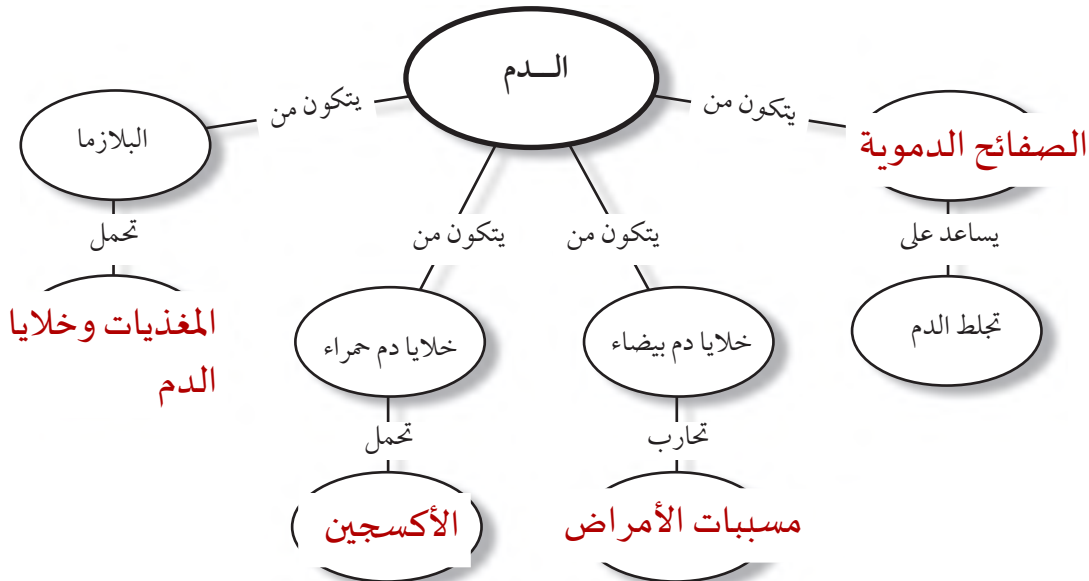 الـــدم
يتكون من
يتكون من
الصفائح الدموية
البلازما
يتكون من
يتكون من
يساعد على
تحمل
تجلط الدم
خلايا دم بيضاء
خلايا دم حمراء
المغذيات وخلايا
الدم
تحارب
تحمل
مسببات الأمراض
الأكسجين